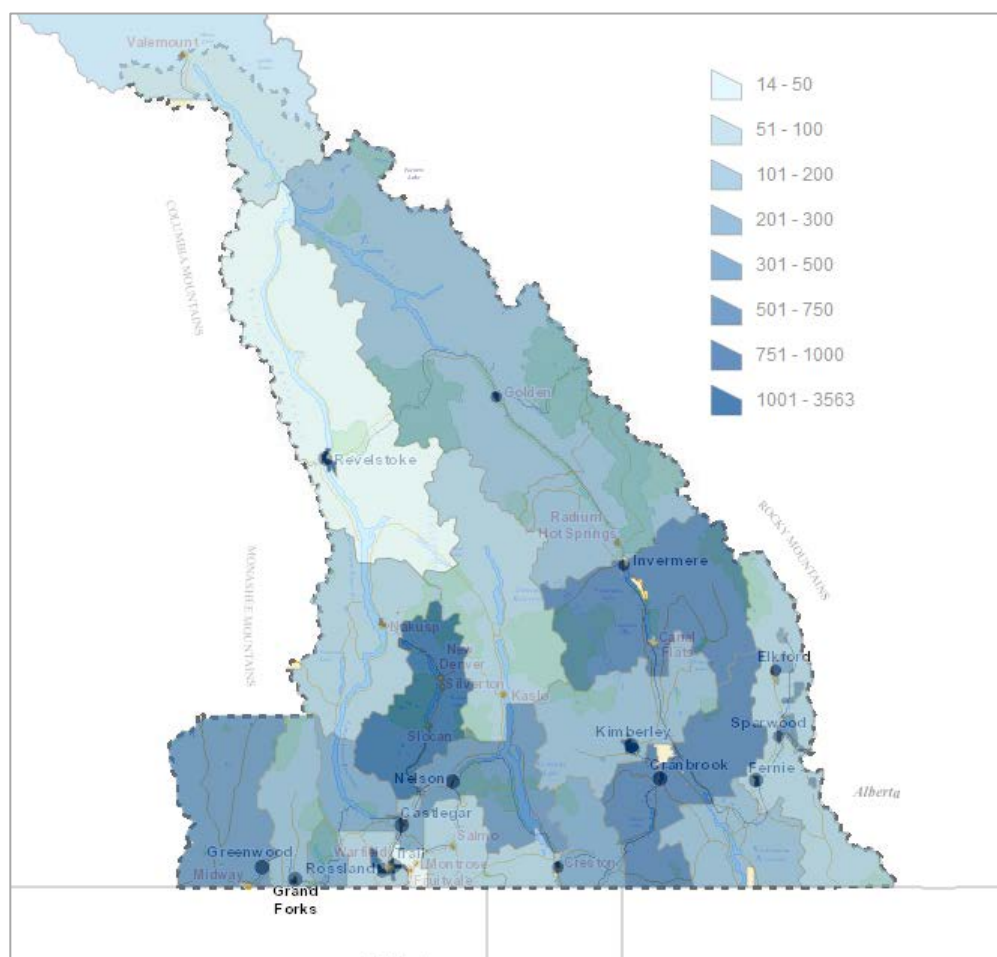 Valemount
14 - 50
51 - 100
101 - 200
201 - 300
301 - 500
501 - 750
751 - 1000
1001 - 3563
COLUMBIA MOUNTAINS
Golden
Revelstoke
ROCKY MOUNTAINS
Radium
Hot Springs
Invermere
MONASHEE MOUNTAINS
Nakusp
Canal
Flats
New
Denver
Silverton
Elkford
Kaslo
Slocan
Kimberley
Sparwood
Nelson
Cranbrook
Fernie
Alberta
Castlegar
Salmo
Greenwood
Warfield
Trail
Montrose
Midway
Rossland
Fruitvale
Creston
Grand
Forks